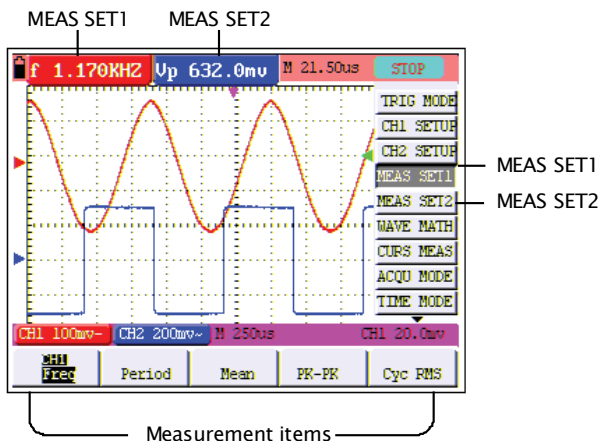 MEAS SET1 MEAS SET2
f 1.170KHZ Vp 632.0mv M 21.50us STOP
TRIG MODE
CH1 SETUP
CH2 SETUP
MEAS SET1 MEAS SET1
MEAS SET2 MEAS SET2
WAVE MATH
CURS MEAS
ACQU MODE
TIME MODE
CH1 100mv- CH2 200mv~ M 250us CH1 20.0mv
CH1
Freq Period Mean PK-PK Cyc RMS
Measurement items